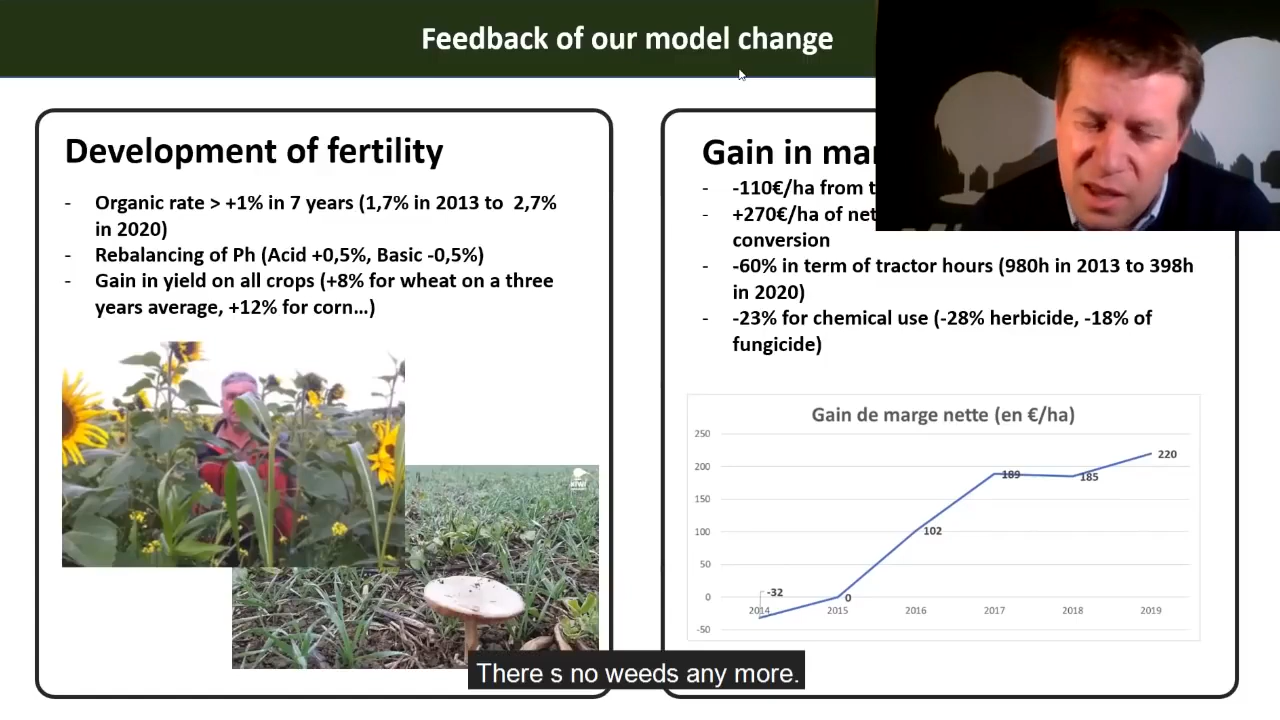 Feedback of our model change
Development of fertility
- Organic rate > +1% in 7 years (1,7% in 2013 to 2,7%
in 2020)
- Rebalancing of Ph (Acid +0,5%, Basic -0,5%)
- Gain in yield on all crops (+8% for wheat on a three
years average, +12% for corn…)
KIWI
Gain in
- -110€/ha from
- +270€/ha of net
conversion
- -60% in term of tractor hours (980h in 2013 to 398h
in 2020)
- -23% for chemical use (-28% herbicide, -18% of
fungicide)
Gain de marge nette (en €/ha)
250
200
150
100
50
0
-50
-32
0
102
189
185
220
2014
2015
2016
2017
2018
2019
There s no weeds any more.